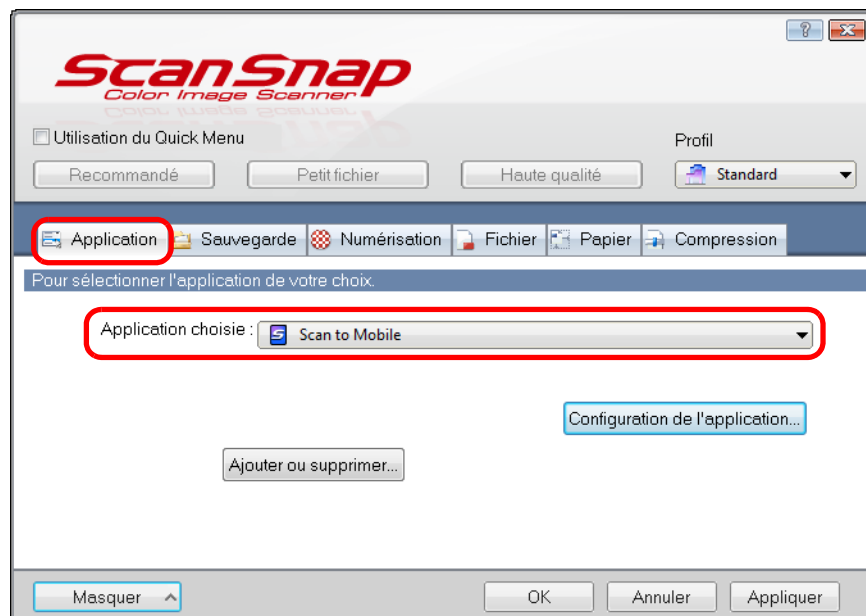 ScanSnap
Color Image Scanner
Utilisation du Quick Menu
Profil
Recommandé Petit fichier Haute qualité Standard
Application Sauvegarde Numérisation Fichier Papier Compression
Pour sélectionner l'application de votre choix.
Application choisie : Scan to Mobile
Configuration de l'application...
Ajouter ou supprimer...
Masquer OK Annuler Appliquer